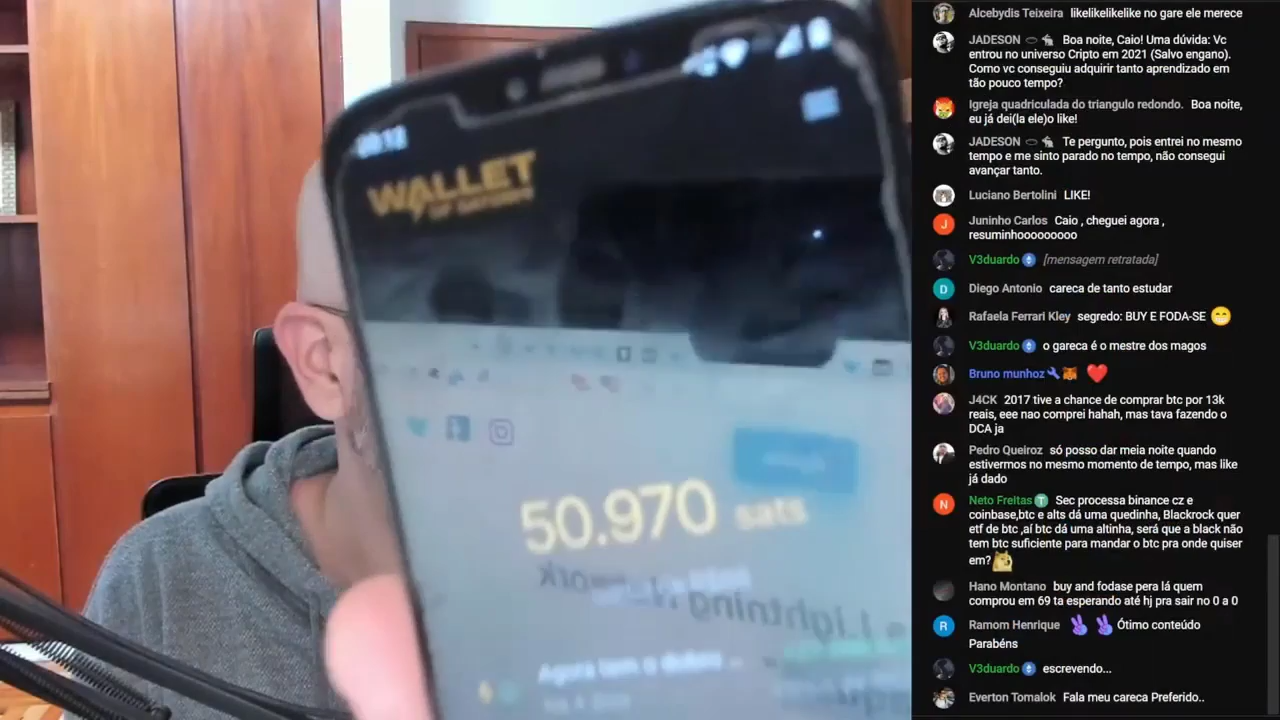 09:18
WALLET
OF SATOSHI
50.970 sats
Lightning Network
Agora tem o dobro ...
Alcebydis Teixeira likelikelikelike no gare ele merece
JADESON Boa noite, Caio! Uma dúvida: Vc
entrou no universo Cripto em 2021 (Salvo engano).
Como vc conseguiu adquirir tanto aprendizado em
tão pouco tempo?
Igreja quadriculada do triangulo redondo. Boa noite,
eu já dei(la ele)o like!
JADESON Te pergunto, pois entrei no mesmo
tempo e me sinto parado no tempo, não consegui
avançar tanto.
Luciano Bertolini LIKE!
J Juninho Carlos Caio , cheguei agora ,
resuminhooooooooo
V3duardo [mensagem retratada]
D Diego Antonio careca de tanto estudar
Rafaela Ferrari Kley segredo: BUY E FODA-SE 😁
V3duardo o gareca é o mestre dos magos
Bruno munhoz ❤️
J4CK 2017 tive a chance de comprar btc por 13k
reais, eee nao comprei hahah, mas tava fazendo o
DCA ja
Pedro Queiroz só posso dar meia noite quando
estivermos no mesmo momento de tempo, mas like
já dado
N Neto Freitas T Sec processa binance cz e
coinbase,btc e alts dá uma quedinha, Blackrock quer
etf de btc ,aí btc dá uma altinha, será que a black não
tem btc suficiente para mandar o btc pra onde quiser
em?
Hano Montano buy and fodase pera lá quem
comprou em 69 ta esperando até hj pra sair no 0 a 0
R Ramom Henrique Ótimo conteúdo
Parabéns
V3duardo escrevendo...
Everton Tomalok Fala meu careca Preferido..